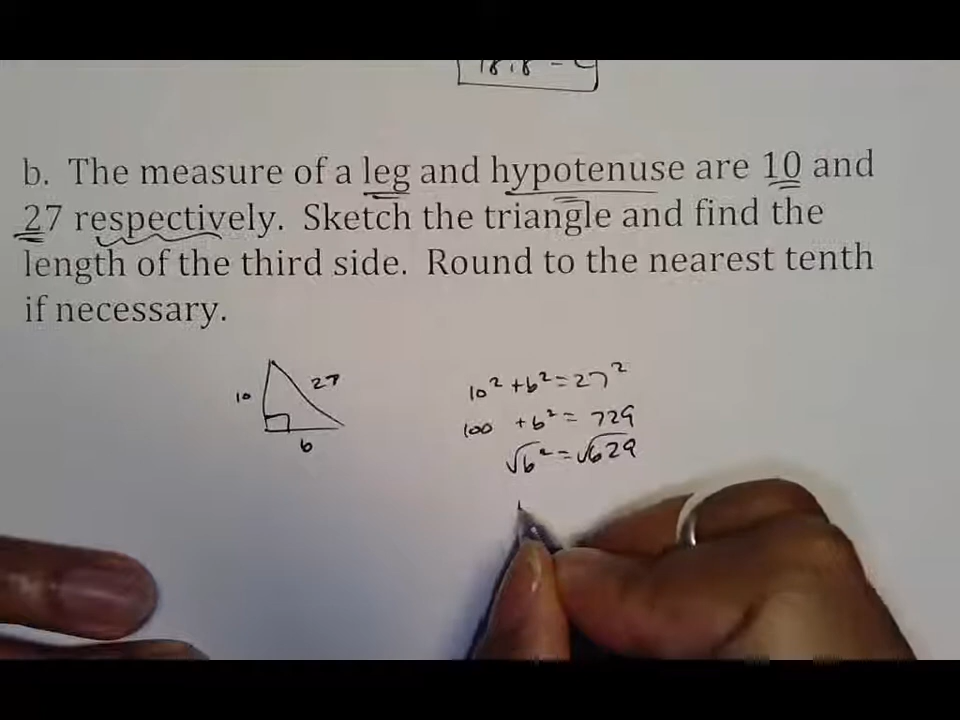 18.8 = c
b. The measure of a leg and hypotenuse are 10 and
27 respectively. Sketch the triangle and find the
length of the third side. Round to the nearest tenth
if necessary.
10
27
b
10² + b² = 27²
100 + b² = 729
√b² = √629